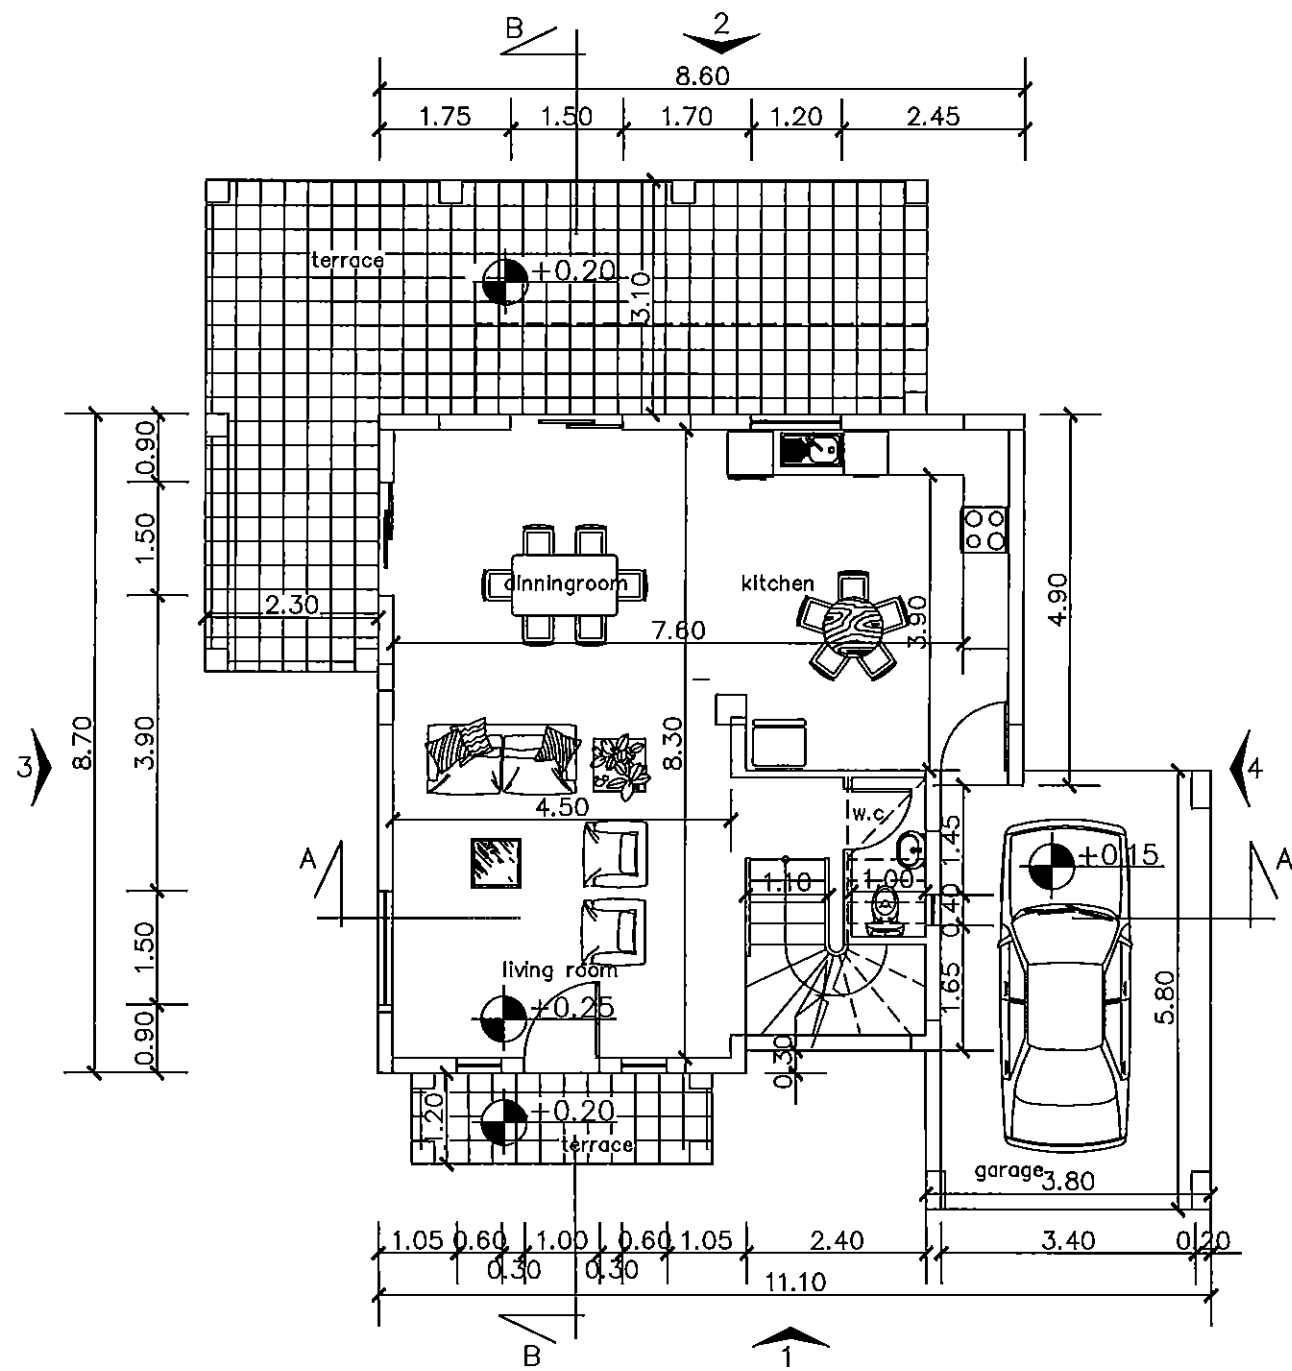 B 2
8.60
1.75 1.50 1.70 1.20 2.45
terrace +0.20
3.10
0.90
1.50
2.30
dinningroom kitchen
7.60
3.90
4.90
8.70
3.90
8.30
3 4
4.50
w.c
1.45
A +0.15 A
1.10 1.00
0.40
1.50
living room
1.65
+0.25
5.80
0.90
0.30
1.20
+0.20
terrace
garage
3.80
1.05 0.60 1.00 0.60 1.05 2.40 3.40 0.20
0.30 0.30
11.10
B 1